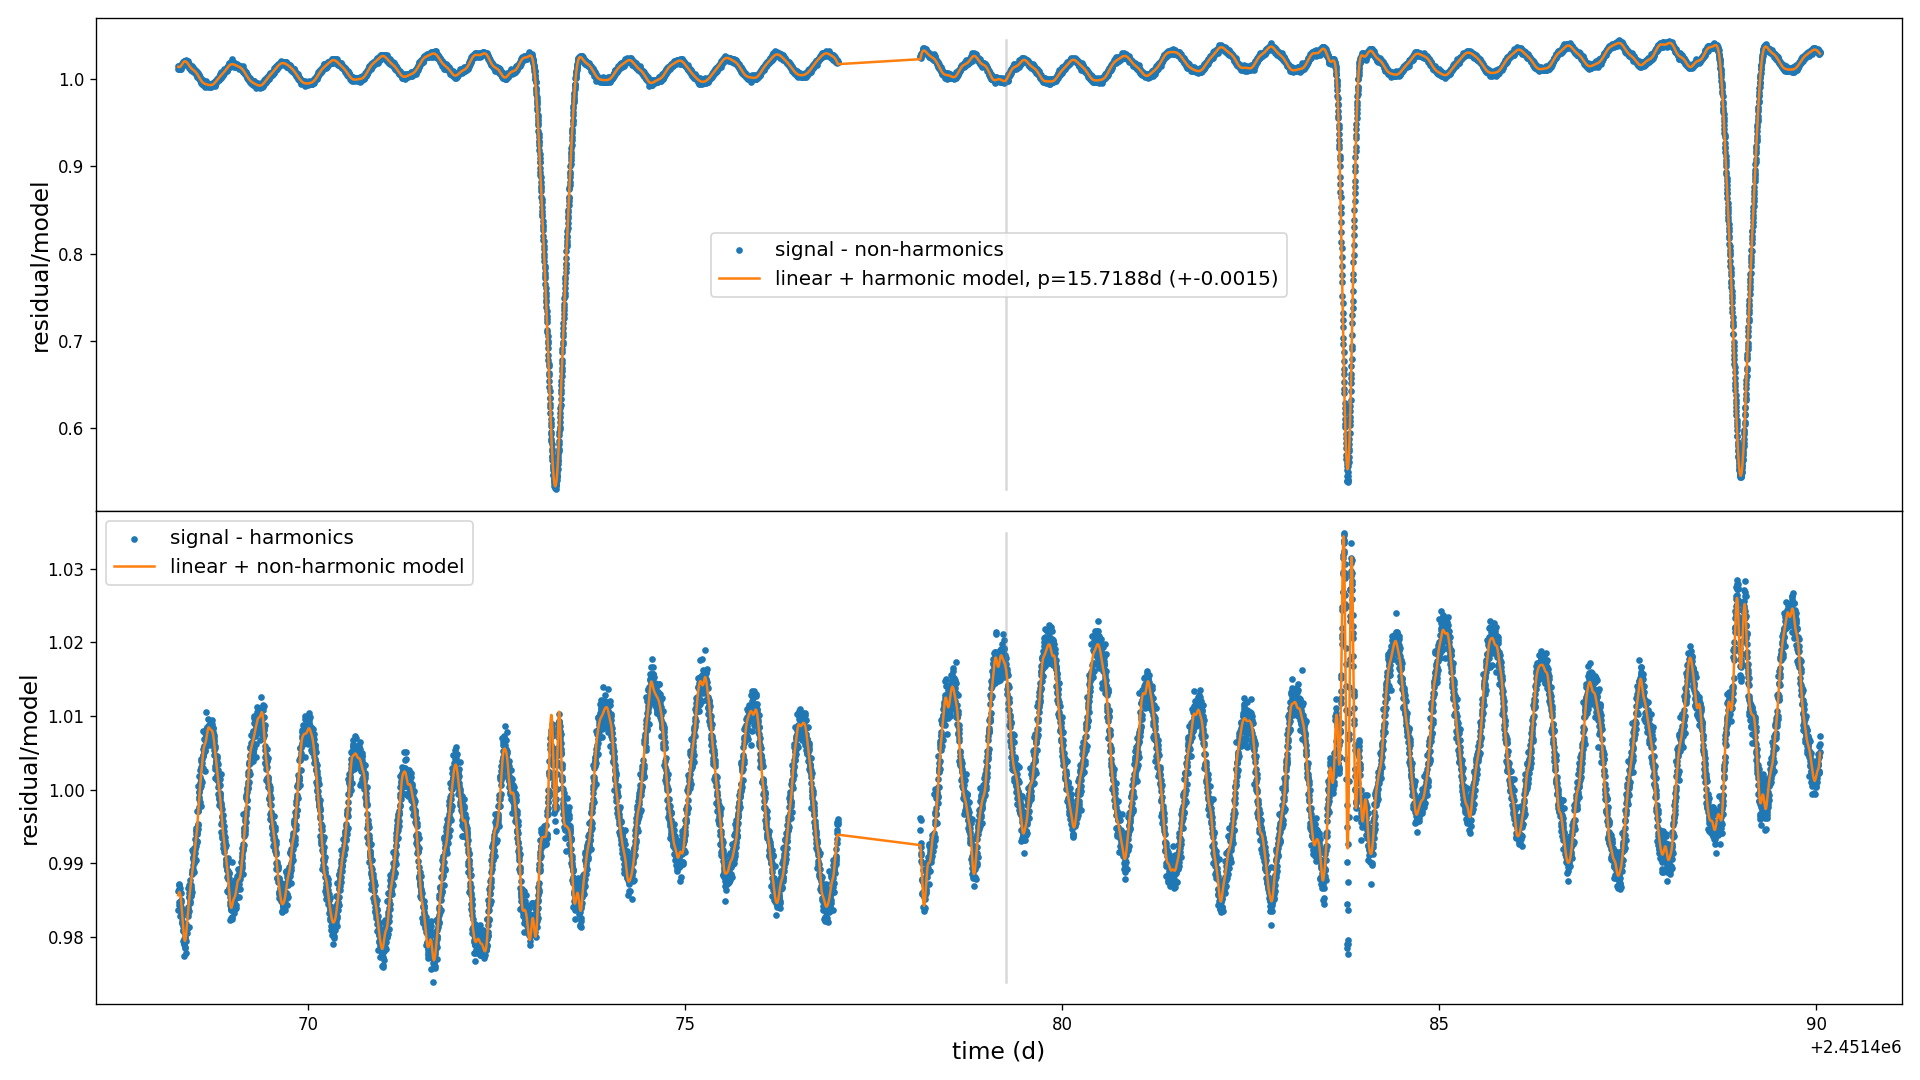 1.0
0.9
0.8
0.7
0.6
residual/model
signal - non-harmonics
linear + harmonic model, p=15.7188d (+-0.0015)
signal - harmonics
linear + non-harmonic model
1.03
1.02
1.01
1.00
0.99
0.98
residual/model
70
75
80
85
90
time (d)
+2.4514e6